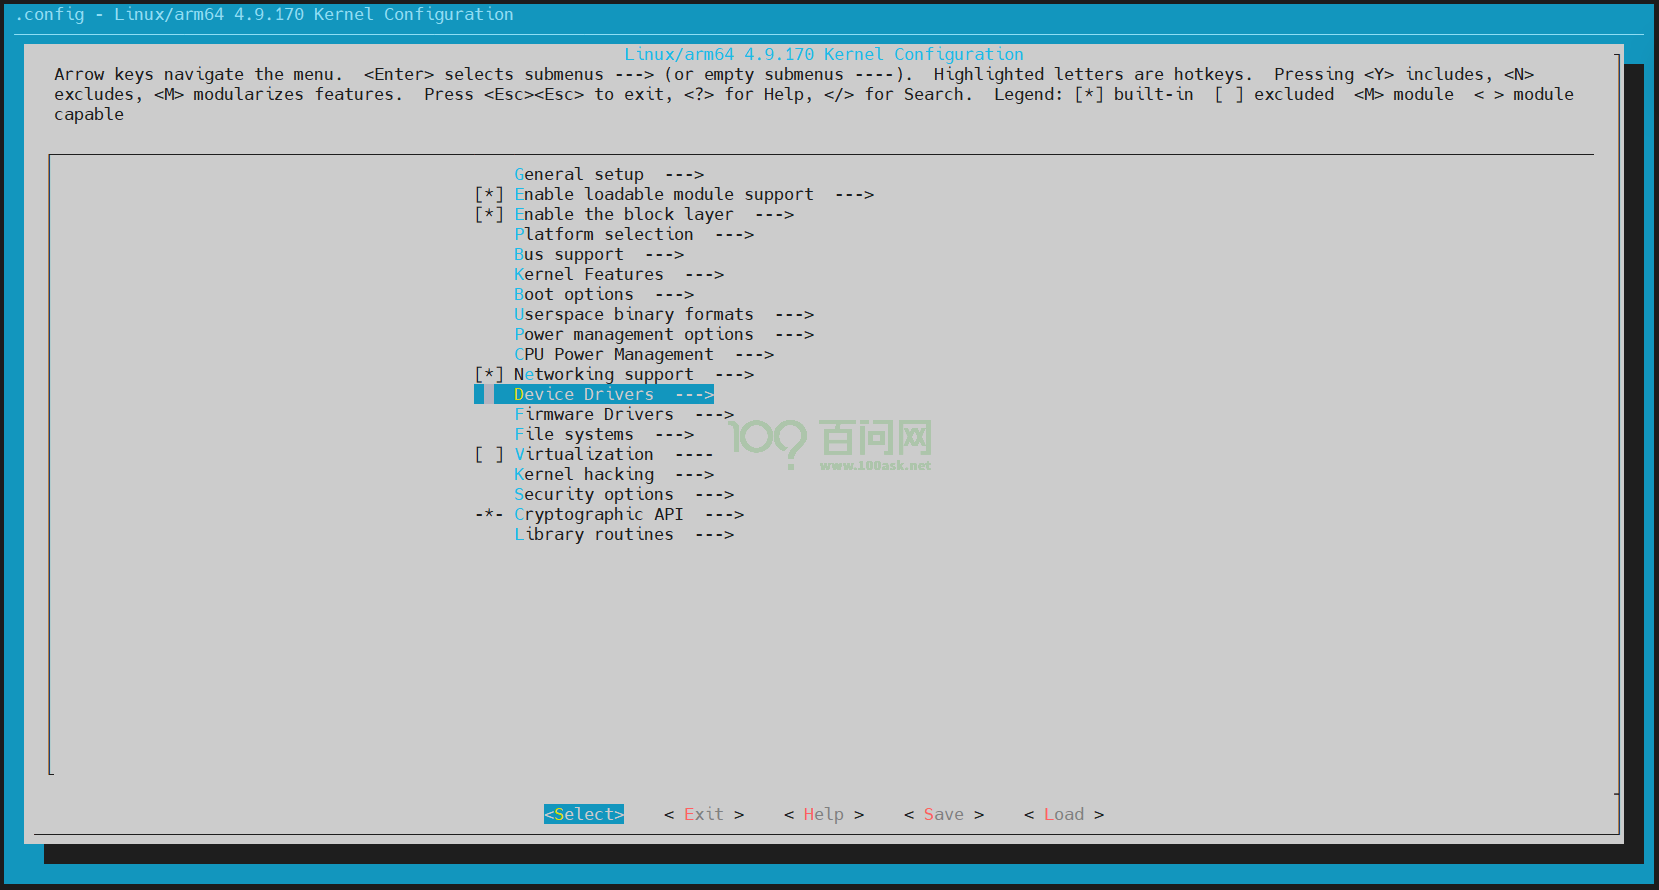 .config - Linux/arm64 4.9.170 Kernel Configuration
Linux/arm64 4.9.170 Kernel Configuration
Arrow keys navigate the menu.  <Enter> selects submenus ---> (or empty submenus ----).  Highlighted letters are hotkeys.  Pressing <Y> includes, <N>
excludes, <M> modularizes features.  Press <Esc><Esc> to exit, <?> for Help, </> for Search.  Legend: [*] built-in  [ ] excluded  <M> module  < > module
capable
General setup  --->
[*] Enable loadable module support  --->
[*] Enable the block layer  --->
Platform selection  --->
Bus support  --->
Kernel Features  --->
Boot options  --->
Userspace binary formats  --->
Power management options  --->
CPU Power Management  --->
[*] Networking support  --->
Device Drivers  --->
Firmware Drivers  --->
File systems  --->
[ ] Virtualization  ----
Kernel hacking  --->
Security options  --->
-*- Cryptographic API  --->
Library routines  --->
100? 百问网
www.100ask.net
<Select>    < Exit >    < Help >    < Save >    < Load >